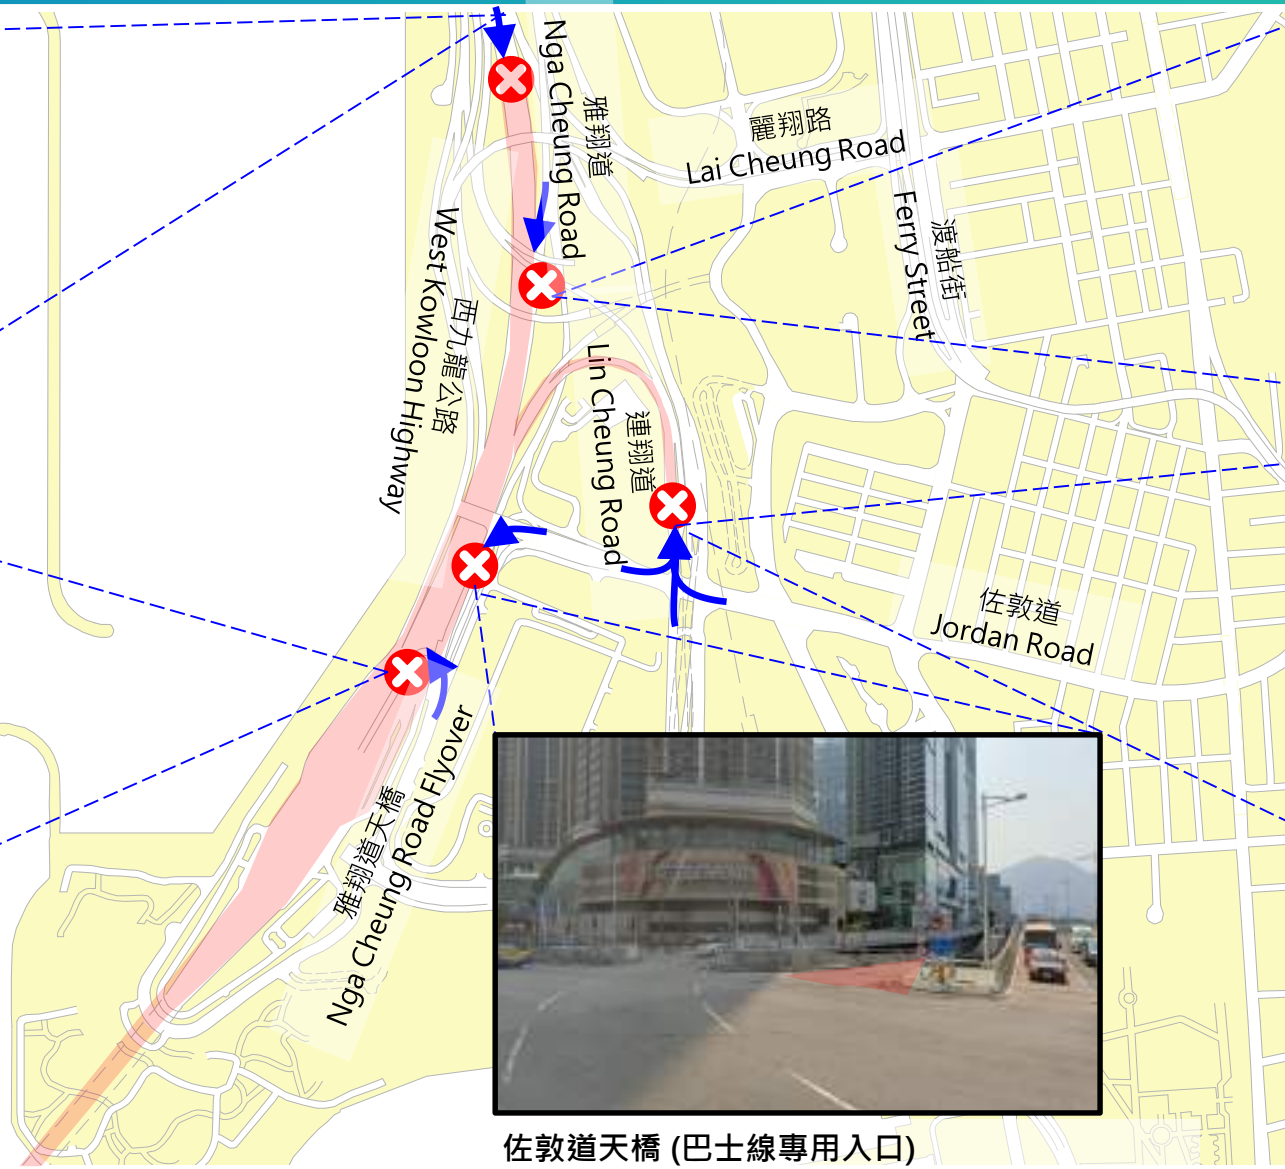 Nga Cheung Road
雅翔道
麗翔路
Lai Cheung Road
渡船街
Ferry Street
西九龍公路
West Kowloon Highway
Lin Cheung Road
連翔道
佐敦道
Jordan Road
雅翔道天橋
Nga Cheung Road Flyover
佐敦道天橋 (巴士線專用入口)